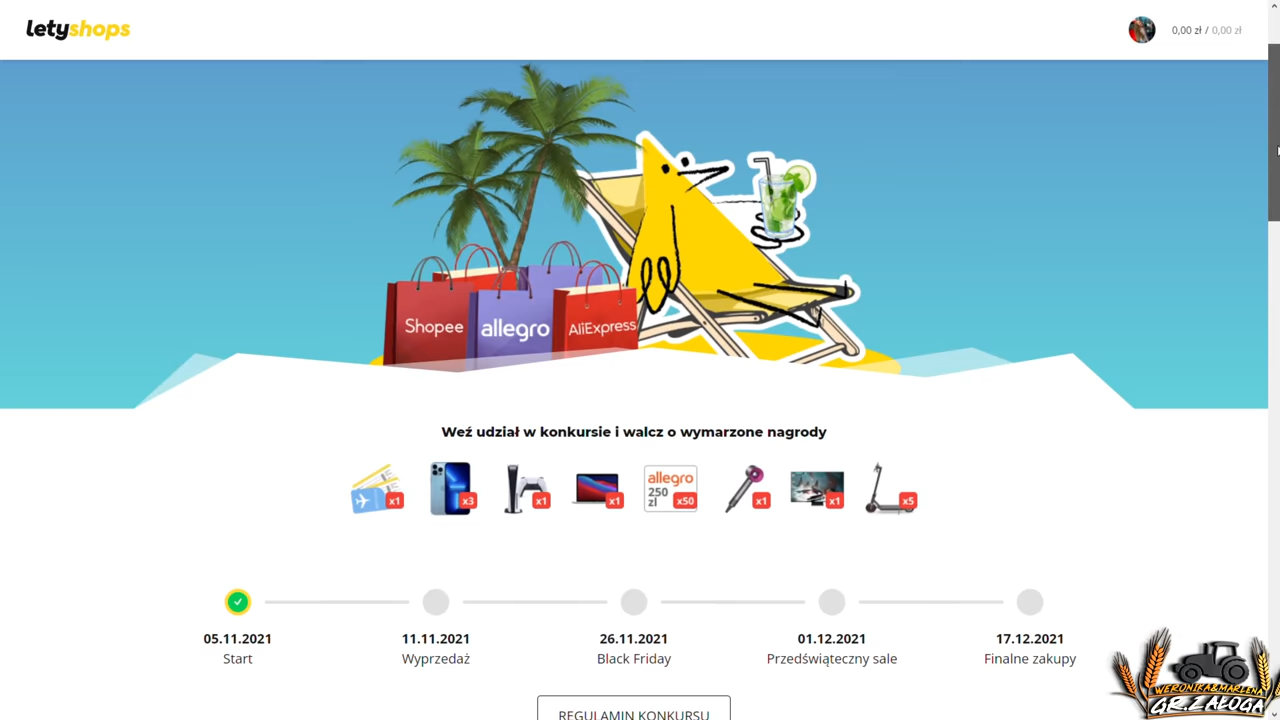 letyshops
0,00 zł / 0,00 zł
Shopee
allegro
AliExpress
Weź udział w konkursie i walcz o wymarzone nagrody
x1
x3
x1
x1
allegro
250
zł
x50
x1
x1
x5
05.11.2021
Start
11.11.2021
Wyprzedaż
26.11.2021
Black Friday
01.12.2021
Przedświąteczny sale
17.12.2021
Finalne zakupy
REGULAMIN KONKURSU
WERONIKA&MARLENA
GR.ZAŁOGA